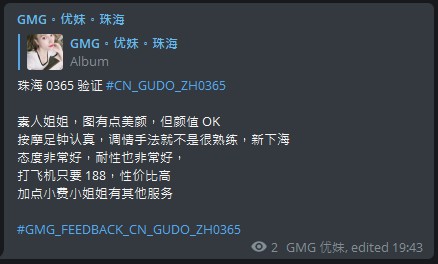 GMG。优妹。珠海
GMG。优妹。珠海
Album
珠海 0365 验证 #CN_GUDO_ZH0365
素人姐姐，图有点美颜，但颜值 OK
按摩足钟认真，调情手法就不是很熟练，新下海
态度非常好，耐性也非常好，
打飞机只要 188，性价比高
加点小费小姐姐有其他服务
#GMG_FEEDBACK_CN_GUDO_ZH0365
2 GMG 优妹, edited 19:43